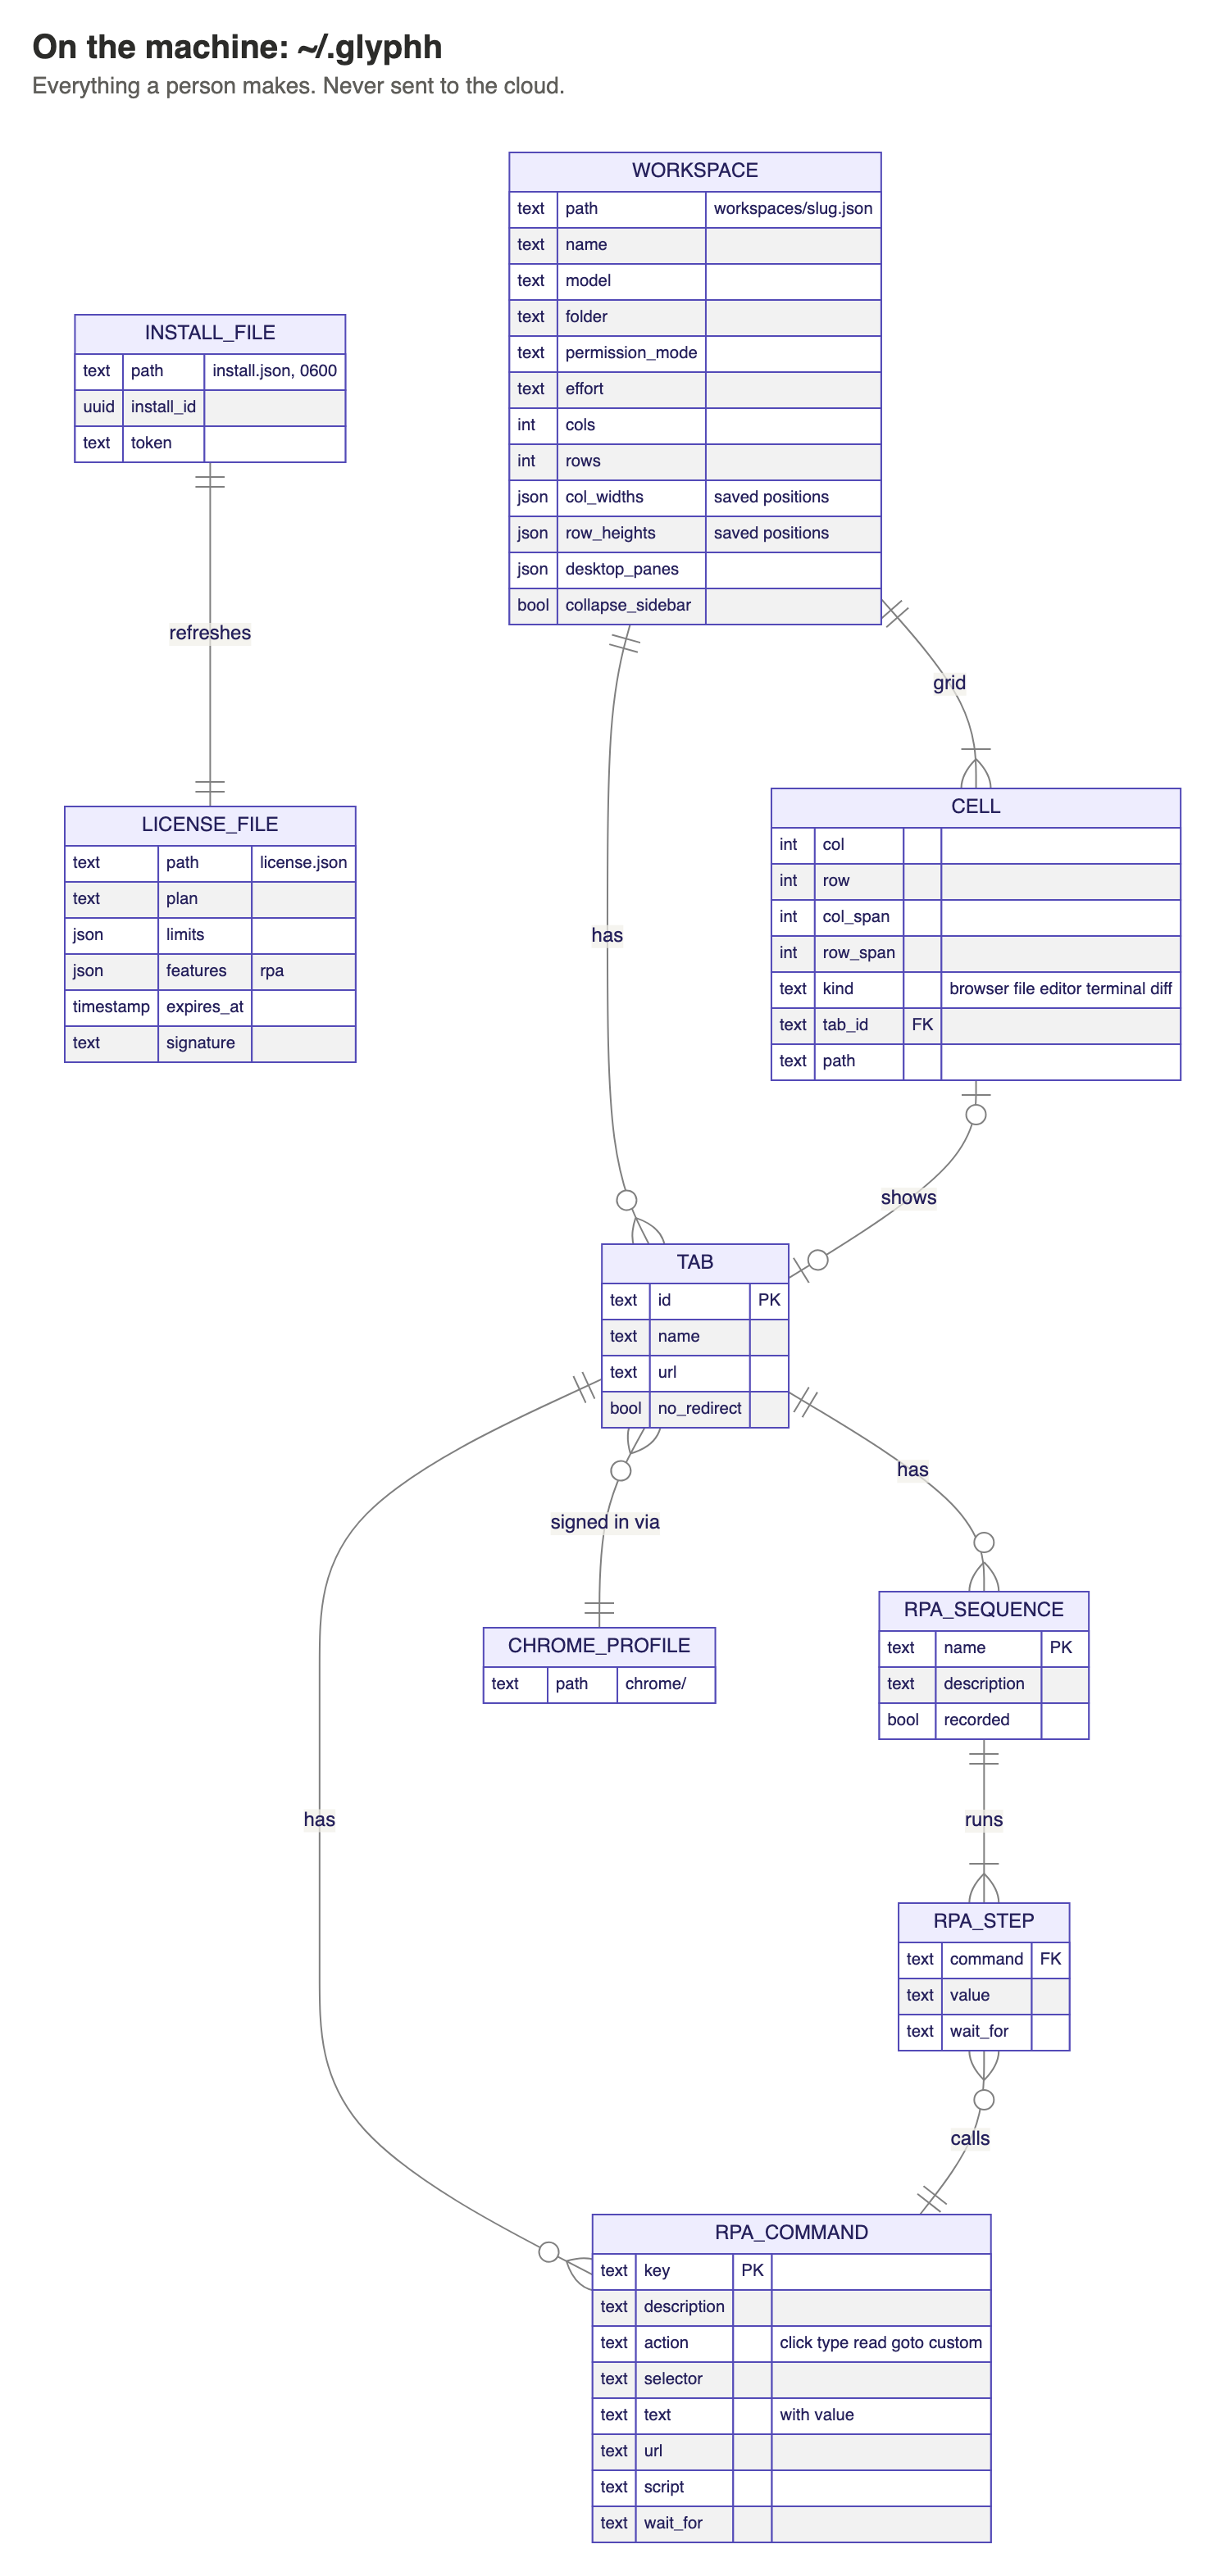 On the machine: ~/.glyphh
Everything a person makes. Never sent to the cloud.
WORKSPACE
text path workspaces/slug.json
text name
text model
text folder
text permission_mode
text effort
int cols
int rows
json col_widths saved positions
json row_heights saved positions
json desktop_panes
bool collapse_sidebar
INSTALL_FILE
text path install.json, 0600
uuid install_id
text token
refreshes
grid
LICENSE_FILE
text path license.json
text plan
json limits
json features rpa
timestamp expires_at
text signature
has
CELL
int col
int row
int col_span
int row_span
text kind browser file editor terminal diff
text tab_id FK
text path
shows
TAB
text id PK
text name
text url
bool no_redirect
has
signed in via
CHROME_PROFILE
text path chrome/
RPA_SEQUENCE
text name PK
text description
bool recorded
has
runs
RPA_STEP
text command FK
text value
text wait_for
calls
RPA_COMMAND
text key PK
text description
text action click type read goto custom
text selector
text text with value
text url
text script
text wait_for